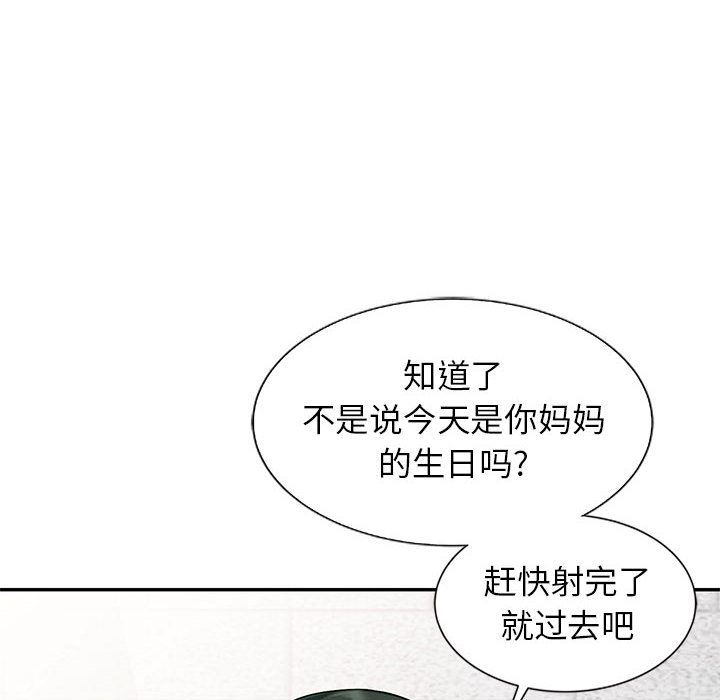 知道了
不是说今天是你妈妈
的生日吗?
赶快射完了
就过去吧